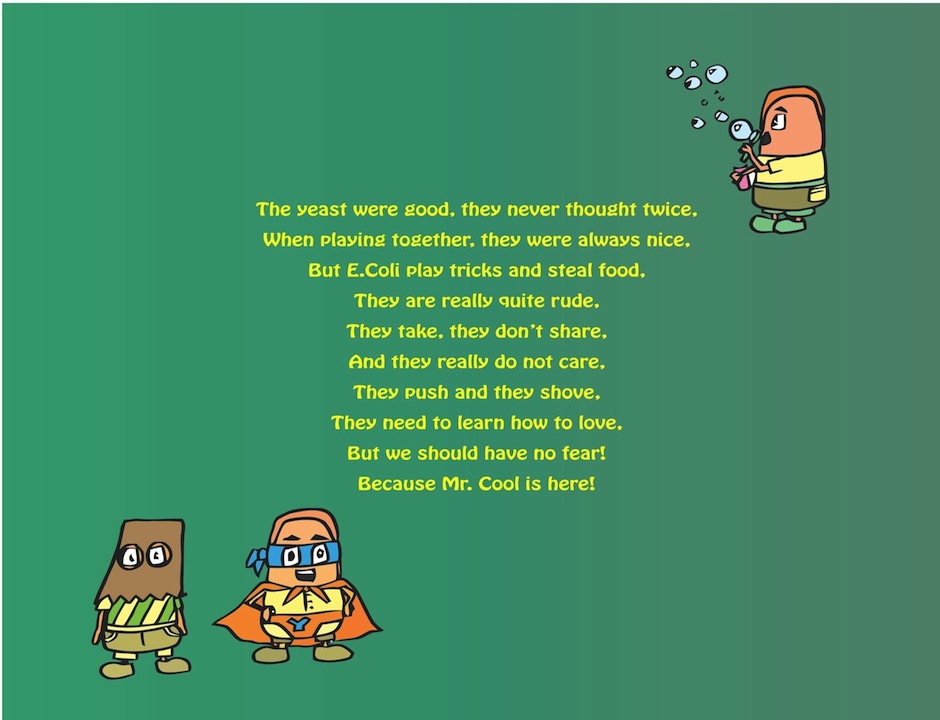 The yeast were good, they never thought twice,
When playing together, they were always nice,
But E.Coli play tricks and steal food,
They are really quite rude,
They take, they don't share,
And they really do not care,
They push and they shove,
They need to learn how to love,
But we should have no fear!
Because Mr. Cool is here!
Y